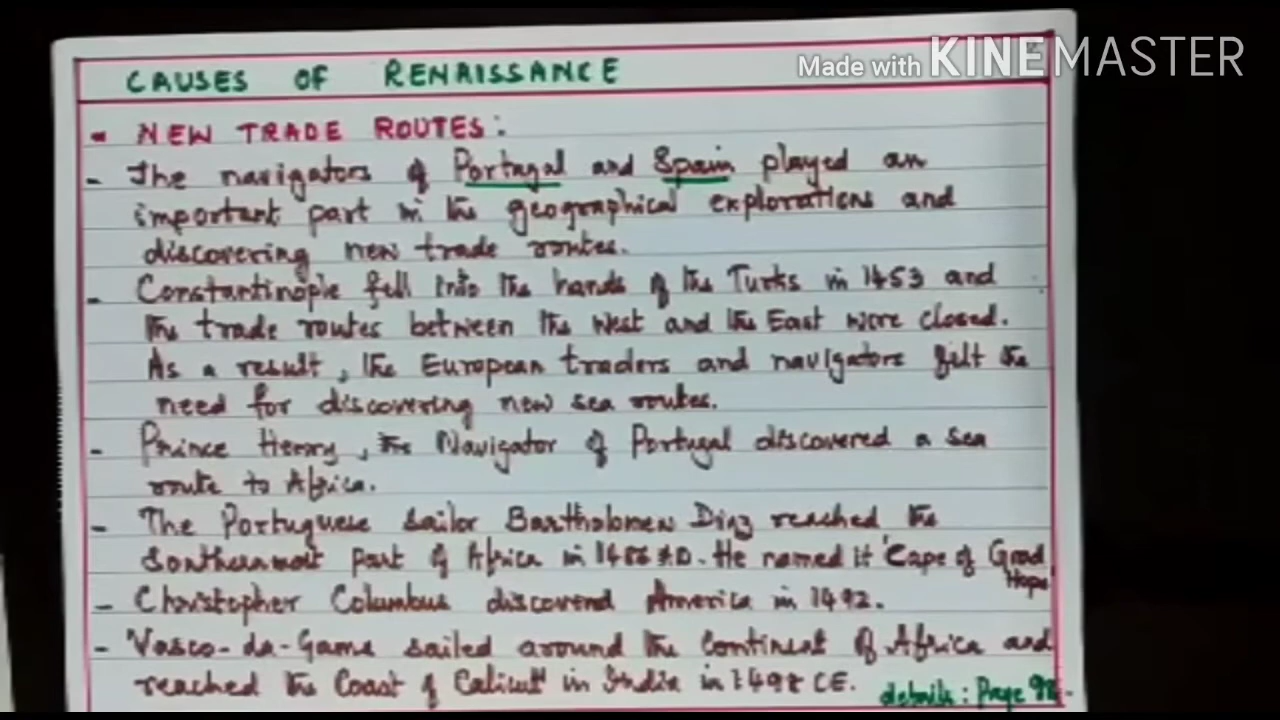 Made with KINEMASTER
CAUSES OF RENAISSANCE
▪ NEW TRADE ROUTES:
- The navigators of Portugal and Spain played an
important part in the geographical explorations and
discovering new trade routes.
- Constantinople fell into the hands of the Turks in 1453 and
the trade routes between the West and the East were closed.
As a result, the European traders and navigators felt the
need for discovering new sea routes.
- Prince Henry, the Navigator of Portugal discovered a sea
route to Africa.
- The Portuguese sailor Bartholomew Diaz reached the
Southernmost part of Africa in A.D. He named it 'Cape of Good
Hope'
- Christopher Columbus discovered America in 1492.
- Vasco-da-Gama sailed around the Continent of Africa and
reached the Coast of Calicut in India in 1498 CE.
details: Page